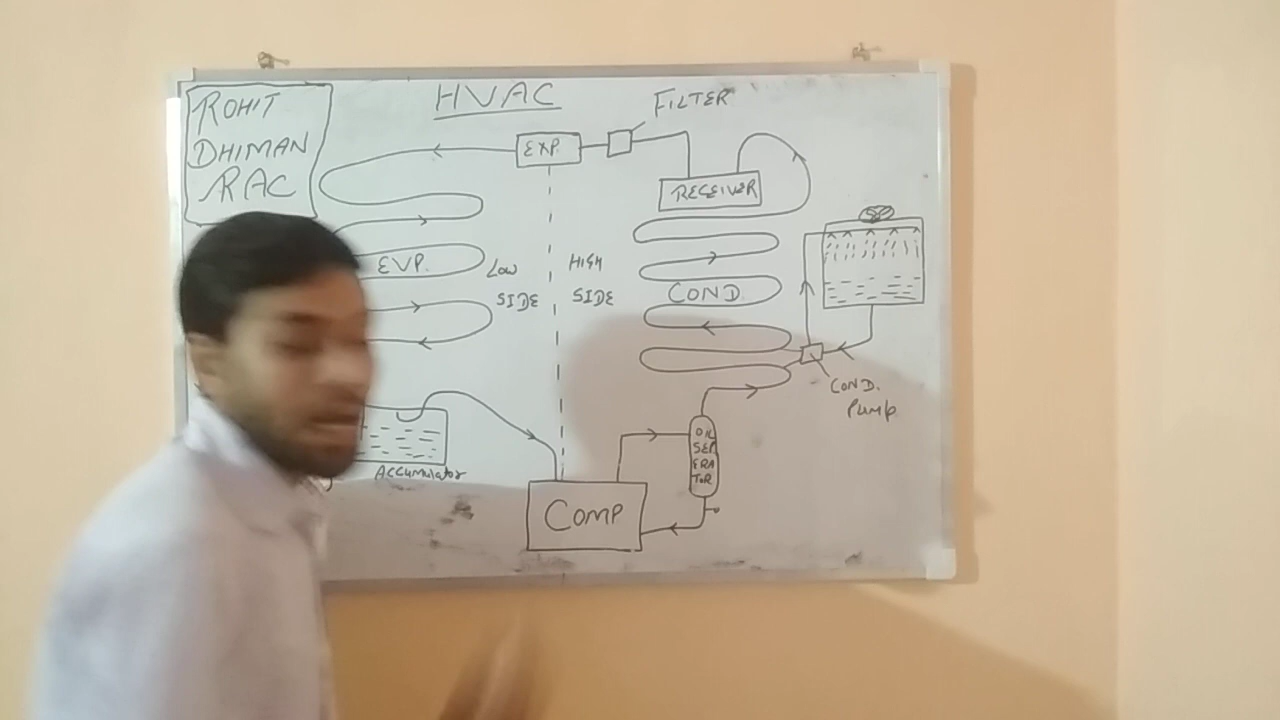 ROHIT
DHIMAN
RAC
HVAC
FILTER
EXP.
RECEIVER
EVP.
LOW
SIDE
HIGH
SIDE
COND.
COND.
PUMP
OIL
SEP
ERA
TOR
ACCUMULATOR
COMP